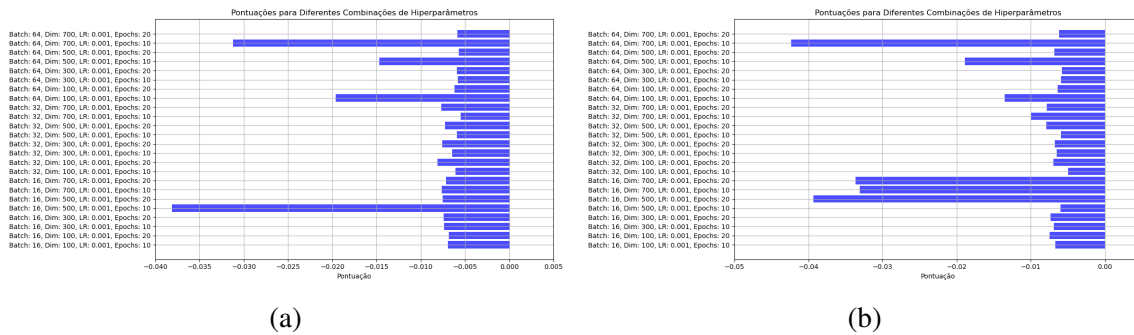 Pontuações para Diferentes Combinações de Hiperparâmetros
Batch: 64, Dim: 700, LR: 0.001, Epochs: 20
Batch: 64, Dim: 700, LR: 0.001, Epochs: 10
Batch: 64, Dim: 500, LR: 0.001, Epochs: 20
Batch: 64, Dim: 500, LR: 0.001, Epochs: 10
Batch: 64, Dim: 300, LR: 0.001, Epochs: 20
Batch: 64, Dim: 300, LR: 0.001, Epochs: 10
Batch: 64, Dim: 100, LR: 0.001, Epochs: 20
Batch: 64, Dim: 100, LR: 0.001, Epochs: 10
Batch: 32, Dim: 700, LR: 0.001, Epochs: 20
Batch: 32, Dim: 700, LR: 0.001, Epochs: 10
Batch: 32, Dim: 500, LR: 0.001, Epochs: 20
Batch: 32, Dim: 500, LR: 0.001, Epochs: 10
Batch: 32, Dim: 300, LR: 0.001, Epochs: 20
Batch: 32, Dim: 300, LR: 0.001, Epochs: 10
Batch: 32, Dim: 100, LR: 0.001, Epochs: 20
Batch: 32, Dim: 100, LR: 0.001, Epochs: 10
Batch: 16, Dim: 700, LR: 0.001, Epochs: 20
Batch: 16, Dim: 700, LR: 0.001, Epochs: 10
Batch: 16, Dim: 500, LR: 0.001, Epochs: 20
Batch: 16, Dim: 500, LR: 0.001, Epochs: 10
Batch: 16, Dim: 300, LR: 0.001, Epochs: 20
Batch: 16, Dim: 300, LR: 0.001, Epochs: 10
Batch: 16, Dim: 100, LR: 0.001, Epochs: 20
Batch: 16, Dim: 100, LR: 0.001, Epochs: 10
−0.040 −0.035 −0.030 −0.025 −0.020 −0.015 −0.010 −0.005 0.000 0.005
Pontuação
(a)
Pontuações para Diferentes Combinações de Hiperparâmetros
Batch: 64, Dim: 700, LR: 0.001, Epochs: 20
Batch: 64, Dim: 700, LR: 0.001, Epochs: 10
Batch: 64, Dim: 500, LR: 0.001, Epochs: 20
Batch: 64, Dim: 500, LR: 0.001, Epochs: 10
Batch: 64, Dim: 300, LR: 0.001, Epochs: 20
Batch: 64, Dim: 300, LR: 0.001, Epochs: 10
Batch: 64, Dim: 100, LR: 0.001, Epochs: 20
Batch: 64, Dim: 100, LR: 0.001, Epochs: 10
Batch: 32, Dim: 700, LR: 0.001, Epochs: 20
Batch: 32, Dim: 700, LR: 0.001, Epochs: 10
Batch: 32, Dim: 500, LR: 0.001, Epochs: 20
Batch: 32, Dim: 500, LR: 0.001, Epochs: 10
Batch: 32, Dim: 300, LR: 0.001, Epochs: 20
Batch: 32, Dim: 300, LR: 0.001, Epochs: 10
Batch: 32, Dim: 100, LR: 0.001, Epochs: 20
Batch: 32, Dim: 100, LR: 0.001, Epochs: 10
Batch: 16, Dim: 700, LR: 0.001, Epochs: 20
Batch: 16, Dim: 700, LR: 0.001, Epochs: 10
Batch: 16, Dim: 500, LR: 0.001, Epochs: 20
Batch: 16, Dim: 500, LR: 0.001, Epochs: 10
Batch: 16, Dim: 300, LR: 0.001, Epochs: 20
Batch: 16, Dim: 300, LR: 0.001, Epochs: 10
Batch: 16, Dim: 100, LR: 0.001, Epochs: 20
Batch: 16, Dim: 100, LR: 0.001, Epochs: 10
−0.05 −0.04 −0.03 −0.02 −0.01 0.00
Pontuação
(b)